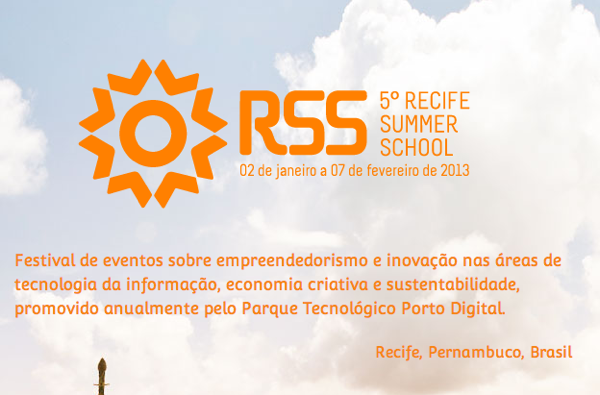 RSS
5º RECIFE
SUMMER
SCHOOL
02 de janeiro a 07 de fevereiro de 2013
Festival de eventos sobre empreendedorismo e inovação nas áreas de
tecnologia da informação, economia criativa e sustentabilidade,
promovido anualmente pelo Parque Tecnológico Porto Digital.
Recife, Pernambuco, Brasil